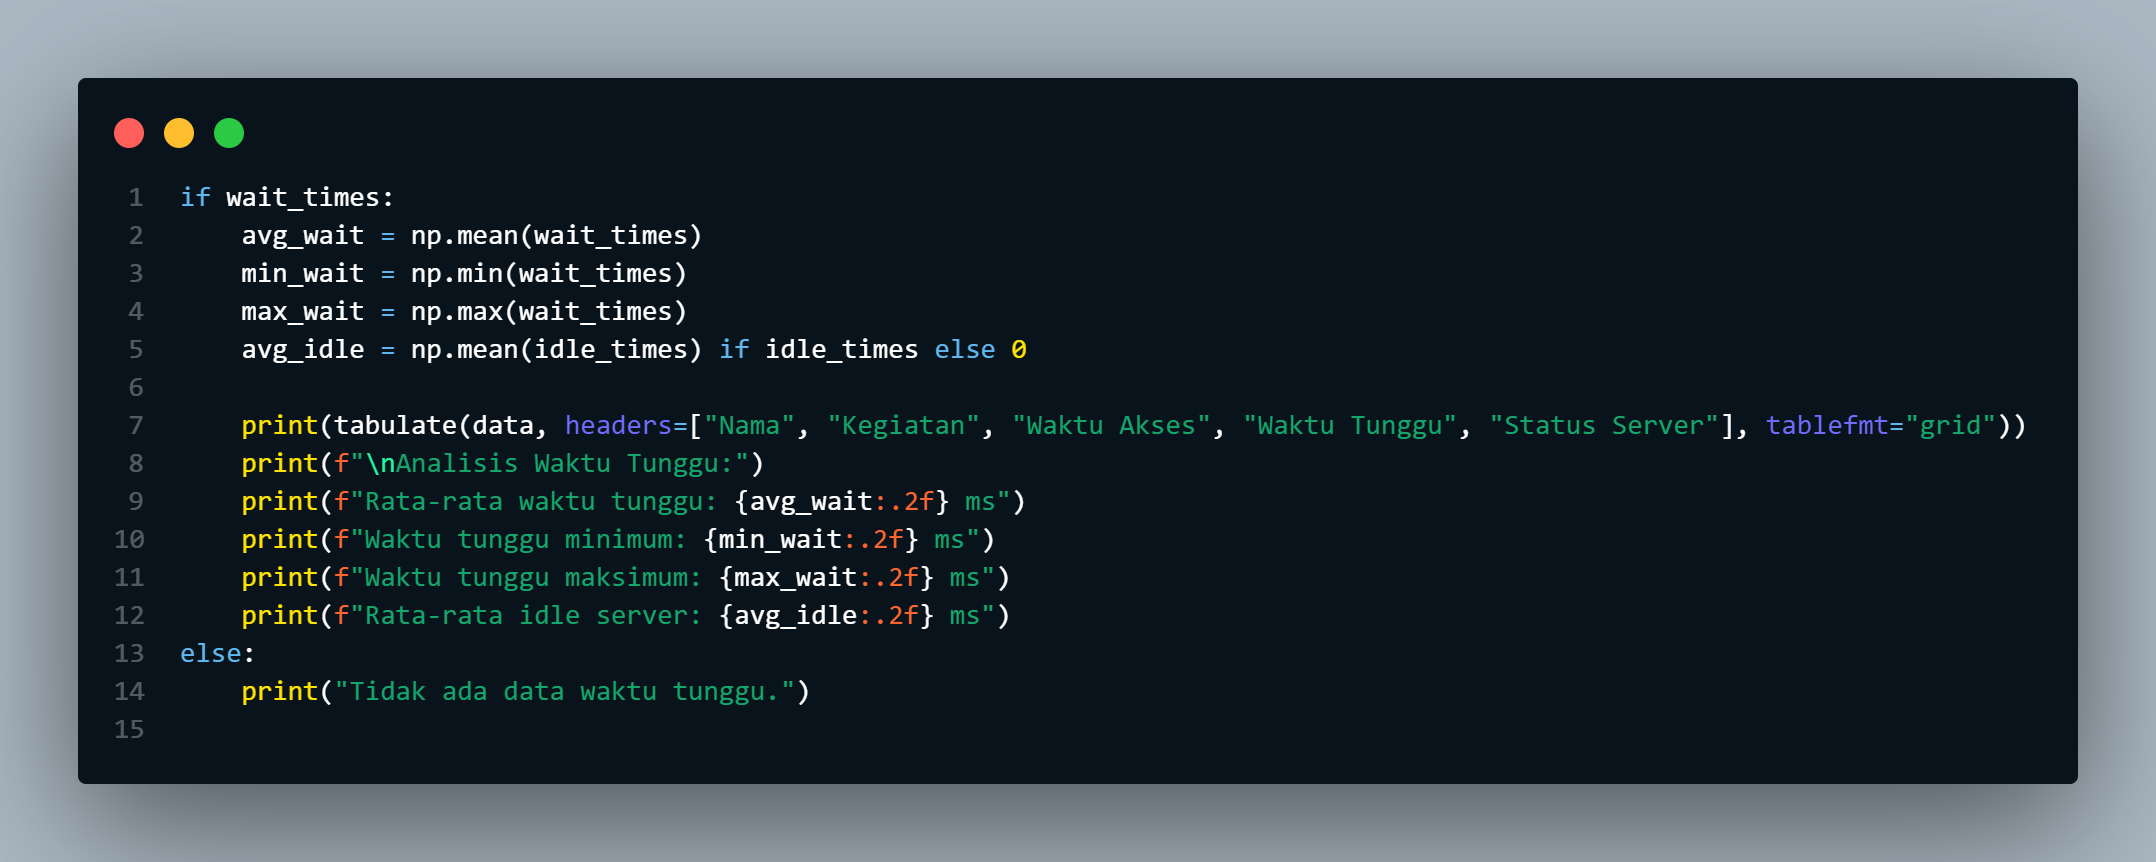 1 if wait_times:
2     avg_wait = np.mean(wait_times)
3     min_wait = np.min(wait_times)
4     max_wait = np.max(wait_times)
5     avg_idle = np.mean(idle_times) if idle_times else 0
6
7     print(tabulate(data, headers=["Nama", "Kegiatan", "Waktu Akses", "Waktu Tunggu", "Status Server"], tablefmt="grid"))
8     print(f"\nAnalisis Waktu Tunggu:")
9     print(f"Rata-rata waktu tunggu: {avg_wait:.2f} ms")
10     print(f"Waktu tunggu minimum: {min_wait:.2f} ms")
11     print(f"Waktu tunggu maksimum: {max_wait:.2f} ms")
12     print(f"Rata-rata idle server: {avg_idle:.2f} ms")
13 else:
14     print("Tidak ada data waktu tunggu.")
15